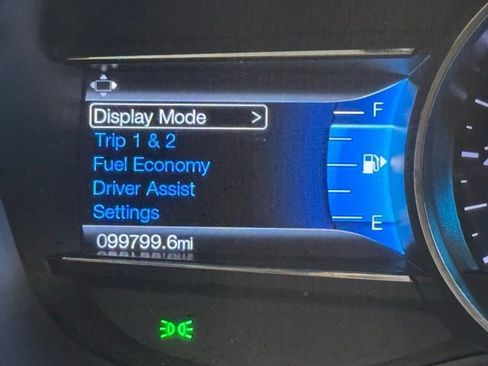 Display Mode >
F
Trip 1 & 2
Fuel Economy
Driver Assist
Settings
E
099799.6mi